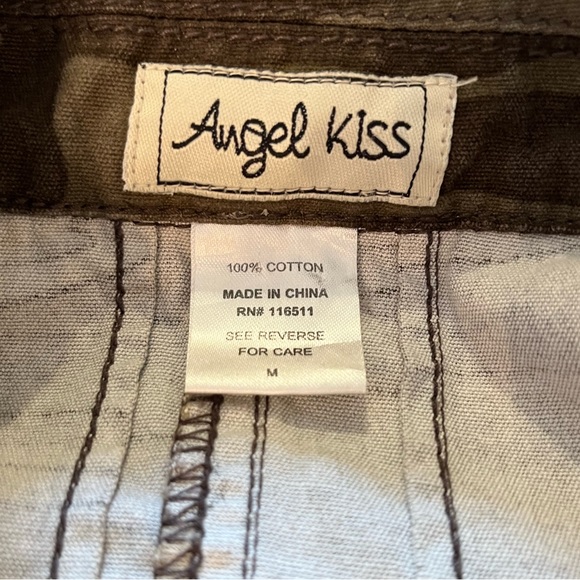 Angel Kiss
100% COTTON
MADE IN CHINA
RN# 116511
SEE REVERSE
FOR CARE
M